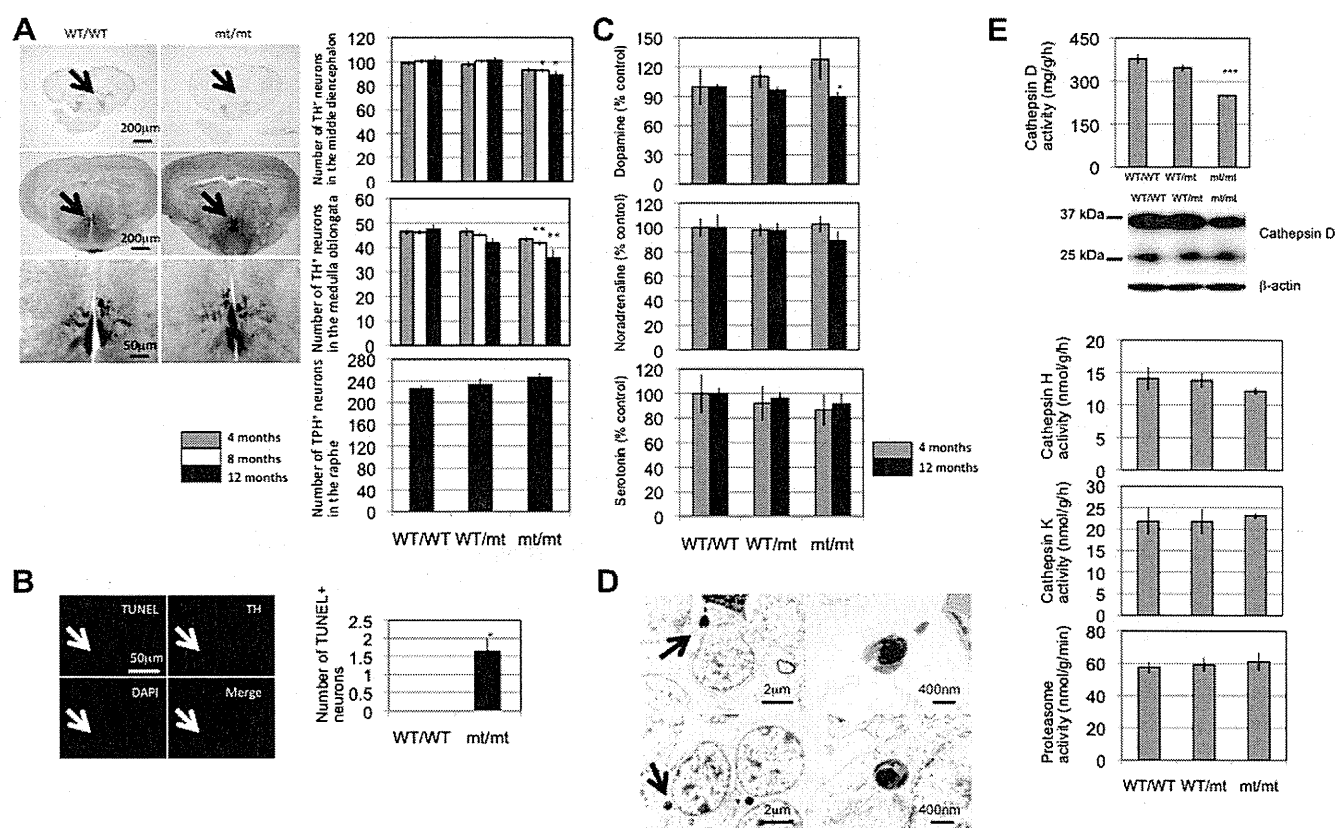 A
WT/WT
mt/mt
200µm
200µm
200µm
50µm
50µm
Number of TH⁺ neurons
in the middle diencephalon
120
100
80
60
40
20
0
* *
Number of TH⁺ neurons
in the medulla oblongata
60
50
40
30
20
10
0
**
**
Number of TPH⁺ neurons
in the raphe
280
240
200
160
120
80
40
0
WT/WT WT/mt mt/mt
4 months
8 months
12 months
B
TUNEL
TH
50µm
DAPI
Merge
Number of TUNEL+
neurons
2.5
2
1.5
1
0.5
0
*
WT/WT mt/mt
C
Dopamine (% control)
150
120
90
60
30
0
*
Noradrenaline (% control)
120
100
80
60
40
20
0
Serotonin (% control)
120
100
80
60
40
20
0
WT/WT WT/mt mt/mt
4 months
12 months
D
2µm
400nm
2µm
400nm
E
Cathepsin D
activity (mg/g/h)
450
300
150
0
***
WT/WT WT/mt mt/mt
WT/WT WT/mt mt/mt
37 kDa
Cathepsin D
25 kDa
β-actin
Cathepsin H
activity (nmol/g/h)
20
15
10
5
0
Cathepsin K
activity (nmol/g/h)
30
25
20
15
10
5
0
Proteasome
activity (nmol/g/min)
80
60
40
20
0
WT/WT WT/mt mt/mt